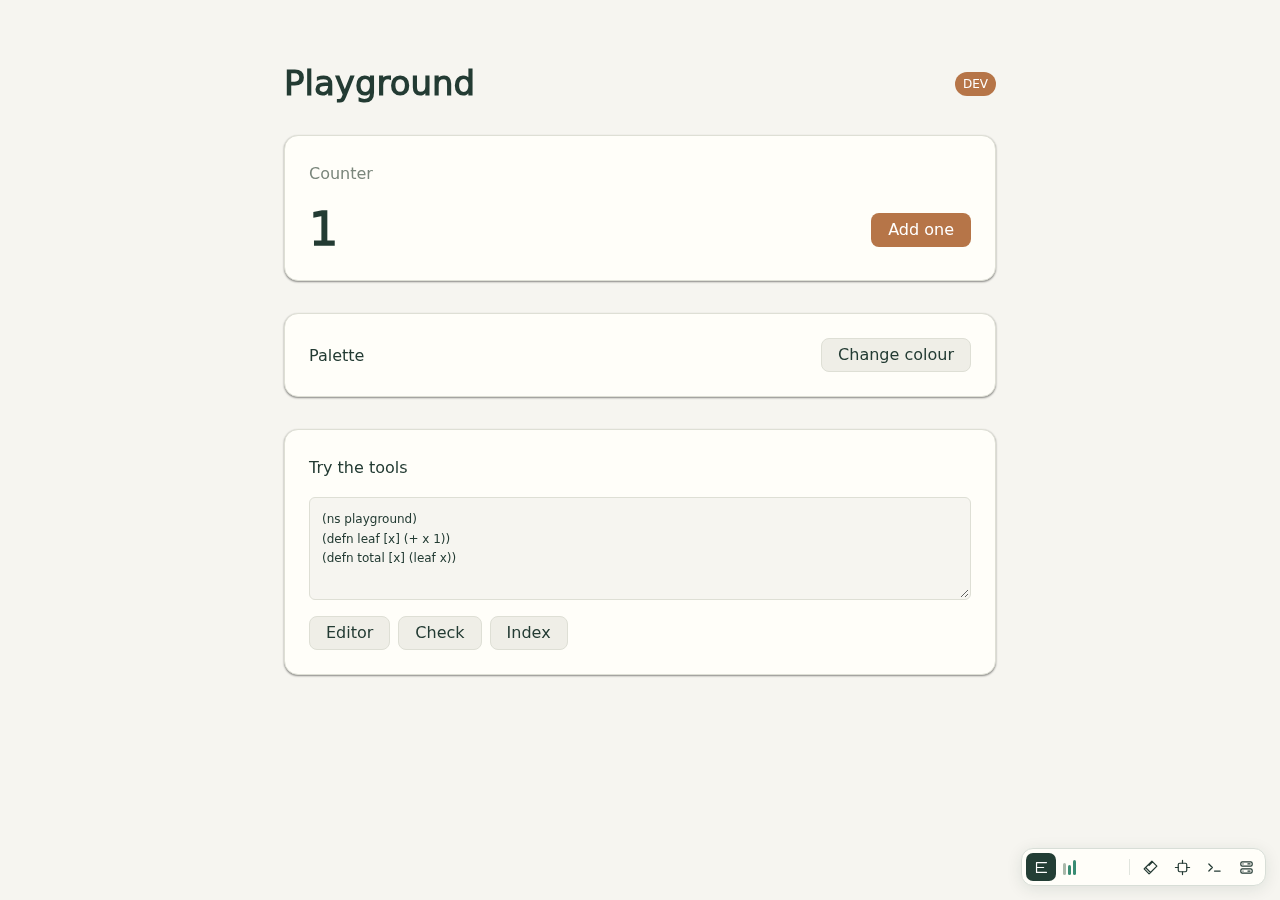 Playground
DEV
Counter
1
Add one
Palette
Change colour
Try the tools
(ns playground)
(defn leaf [x] (+ x 1))
(defn total [x] (leaf x))
Editor
Check
Index